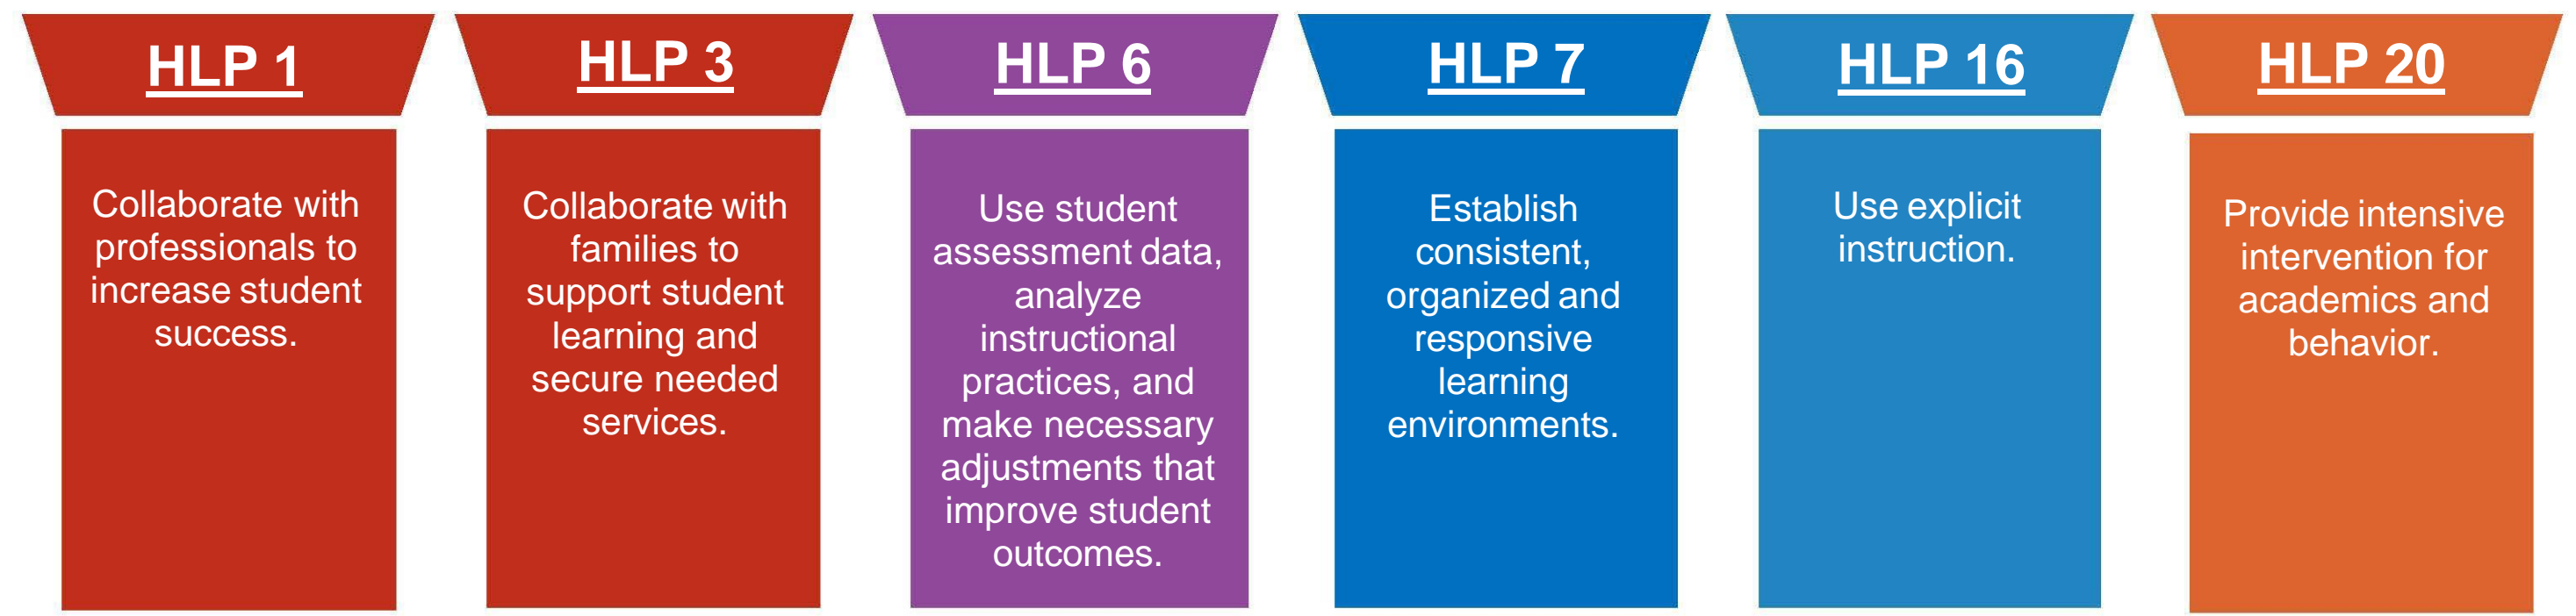 HLP 1
Collaborate with
professionals to
increase student
success.
HLP 3
Collaborate with
families to
support student
learning and
secure needed
services.
HLP 6
Use student
assessment data,
analyze
instructional
practices, and
make necessary
adjustments that
improve student
outcomes.
HLP 7
Establish
consistent,
organized and
responsive
learning
environments.
HLP 16
Use explicit
instruction.
HLP 20
Provide intensive
intervention for
academics and
behavior.